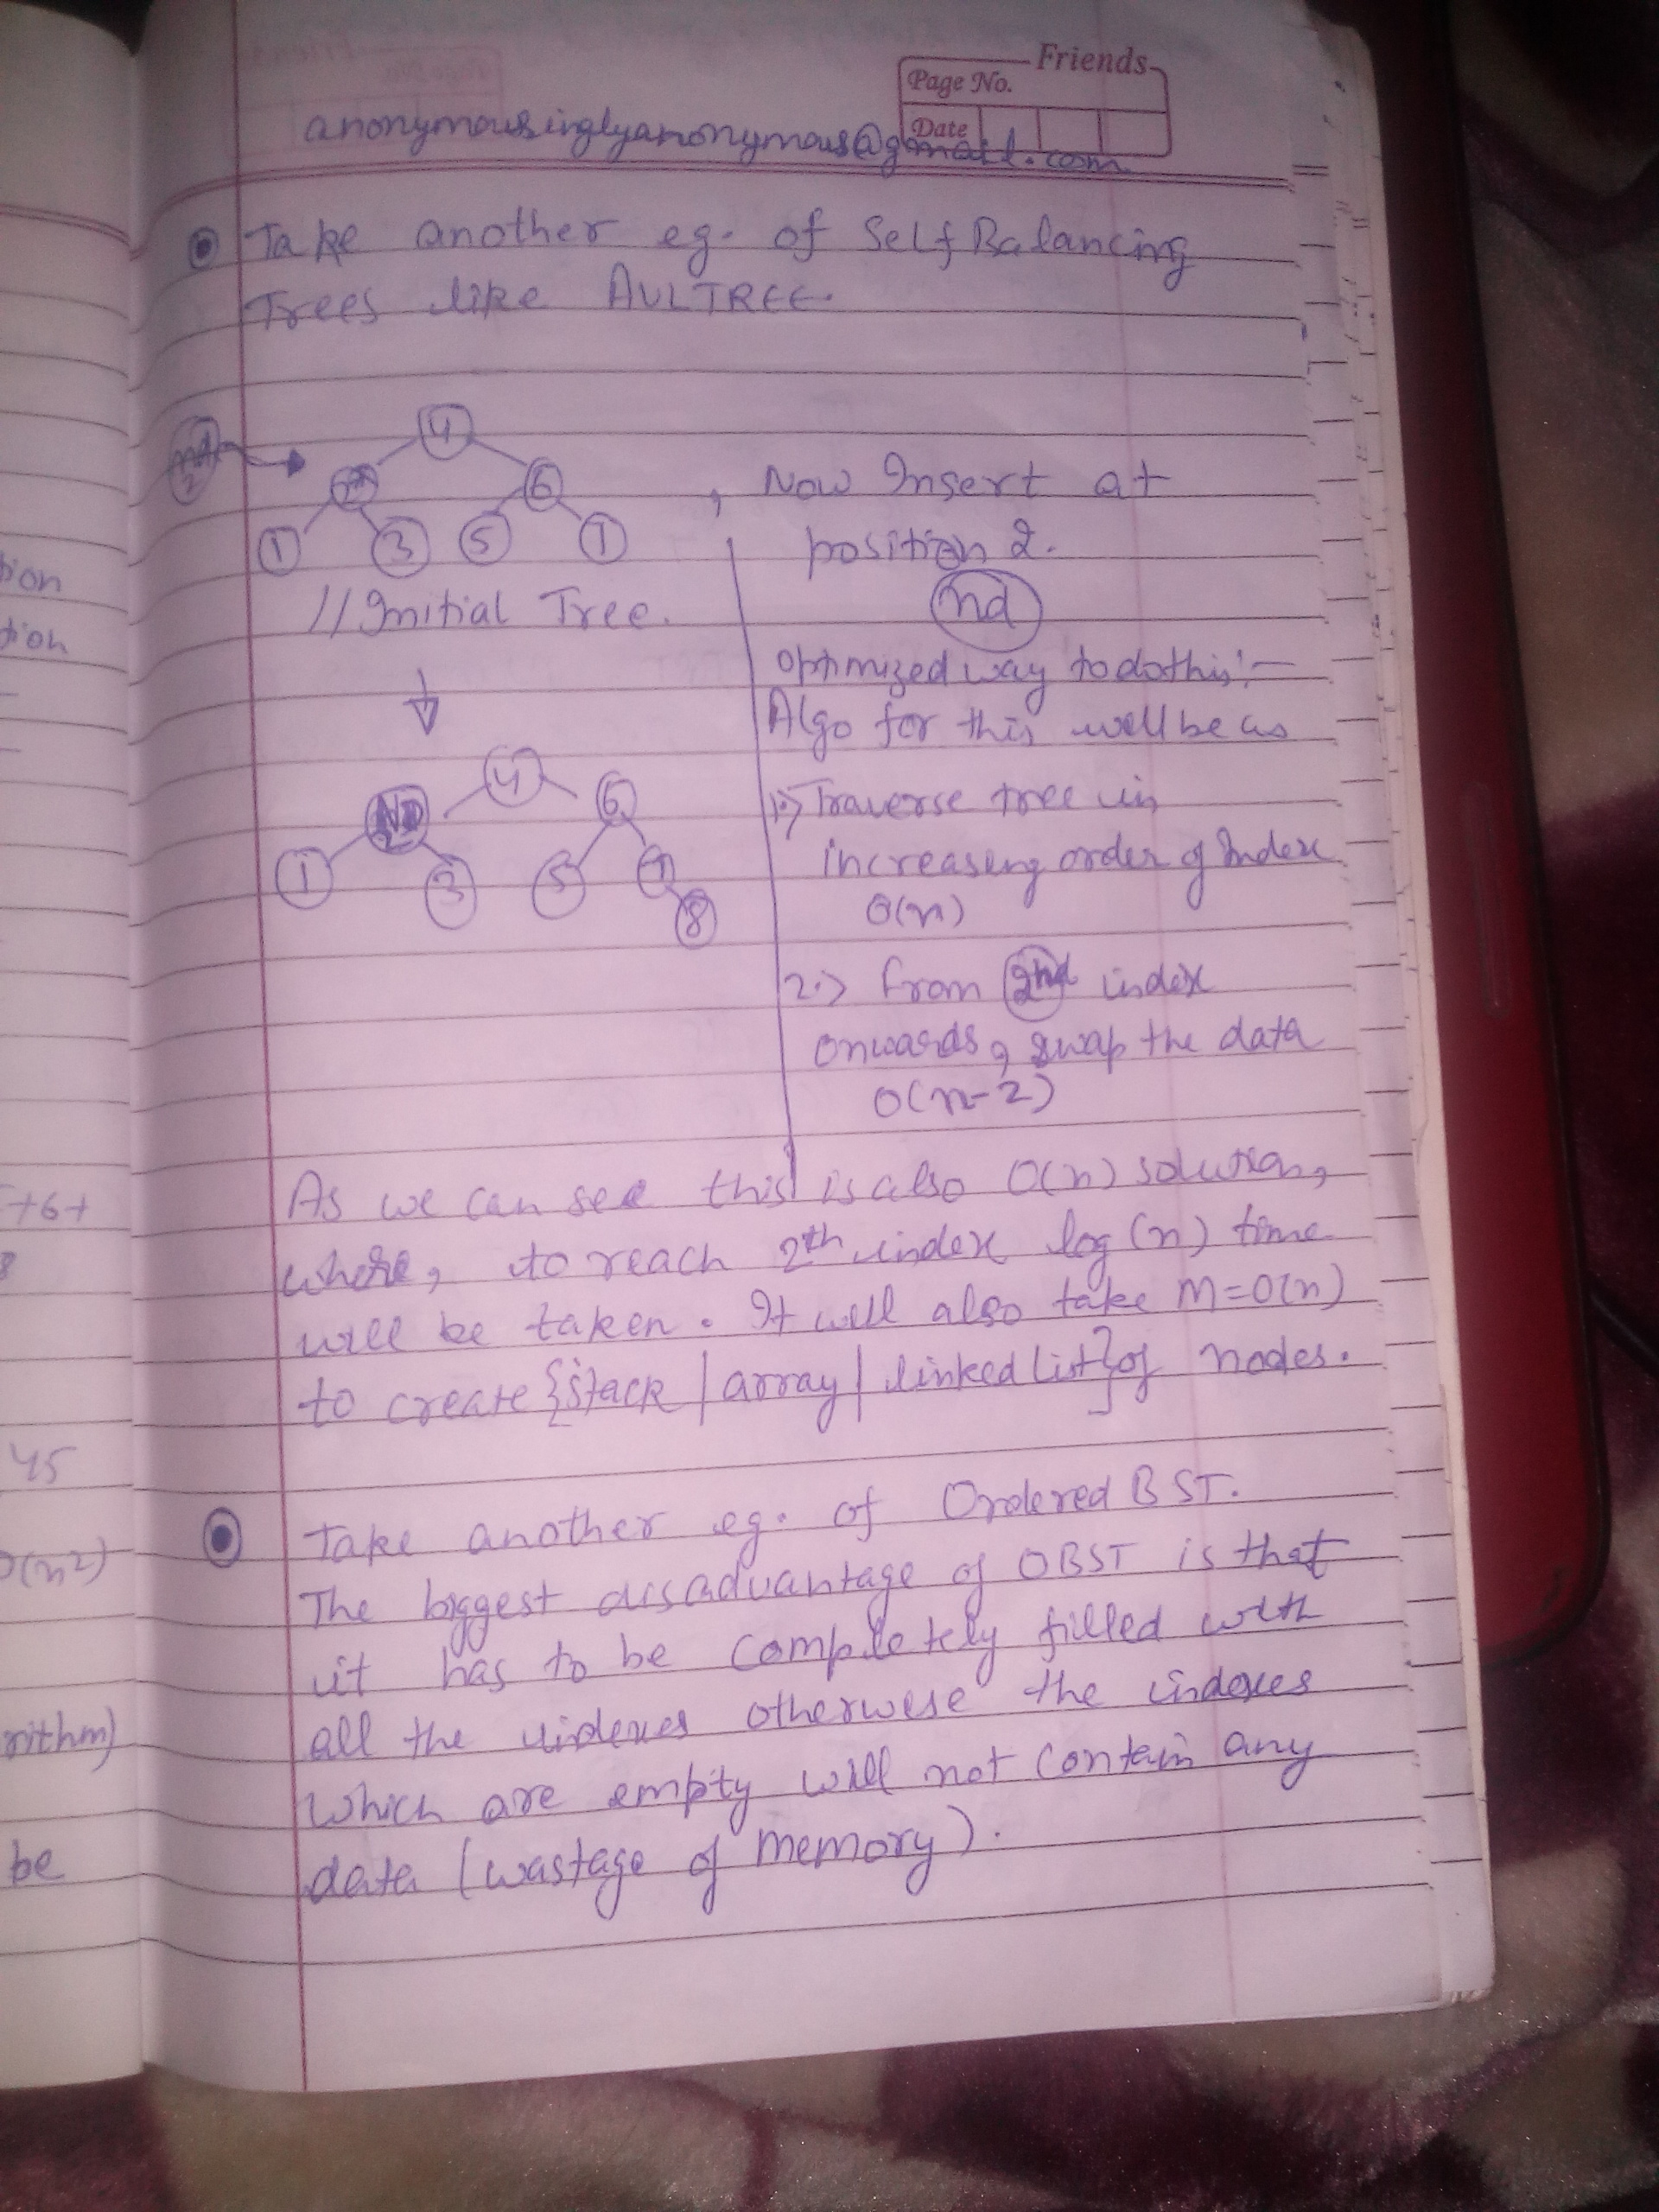 Friends
Page No.
Date
anonymousinglyanonymous@gmail.com
Take another eg. of Self Balancing
Trees like AVLTREE.
4
6
1 3 5 7
, Now Insert at
position 2.
nd
// Initial Tree.
optimized way to do this :-
Algo for this will be as
4
ND
2
6
1 3 5 7
8
1.> Traverse tree in
increasing order of Index
O(n)
2.> from 2nd index
onwards, swap the data
O(n-2)
As we can see this is also O(n) solution,
where, to reach 2th index log(n) time
will be taken. It will also take M=O(n)
to create {stack | array | linked list} of nodes.
Take another eg. of Ordered BST.
The biggest disadvantage of OBST is that
it has to be completely filled with
all the indexes otherwise the indexes
which are empty will not contain any
data (wastage of memory).
tion
tion
+6+
8
45
O(n2)
rithm)
be